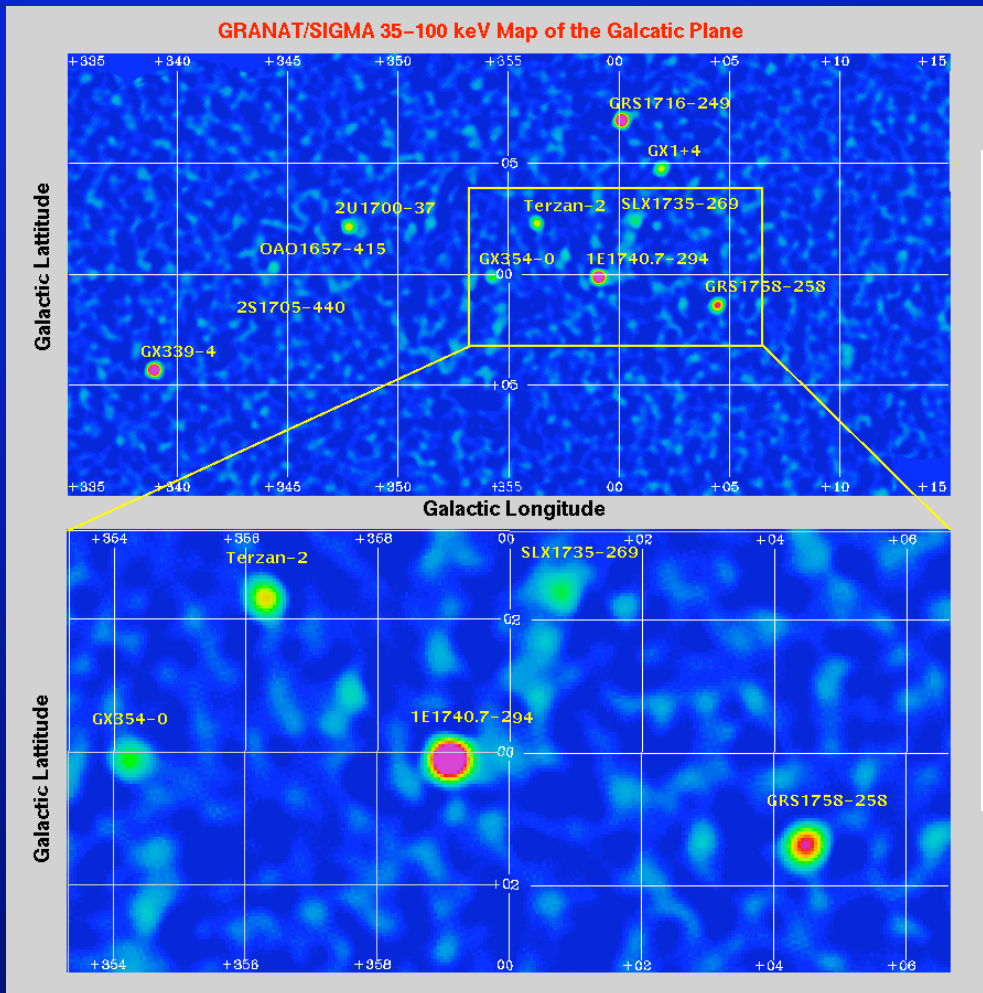 GRANAT/SIGMA 35–100 keV Map of the Galcatic Plane
+335 +340 +345 +350 +355 00 +05 +10 +15
GRS1716-249
GX1+4
05
2U1700-37 Terzan-2 SLX1735-269
OAO1657-415 GX354-0 1E1740.7-294
00
GRS1758-258
2S1705-440
GX339-4
+05
Galactic Lattitude
+335 +340 +345 +350 +355 00 +05 +10 +15
Galactic Longitude
+354 +356 +358 00 +02 +04 +06
Terzan-2 SLX1735-269
02
GX354-0 1E1740.7-294
00
GRS1758-258
+02
Galactic Lattitude
+354 +356 +358 00 +02 +04 +06